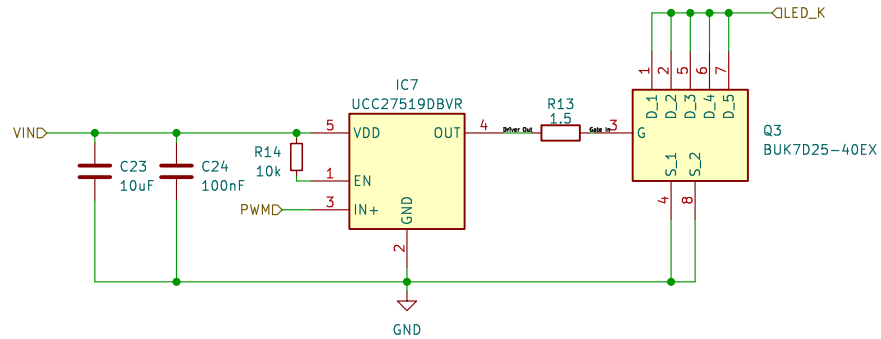 LED_K
1
2
5
6
7
IC7
UCC27519DBVR
D_1
D_2
D_3
D_4
D_5
R13
1.5
VIN
5
VDD
OUT
4
Driver Out
Gate In
3
G
Q3
BUK7D25-40EX
C23
10uF
C24
100nF
R14
10k
1
EN
S_1
S_2
PWM
3
IN+
GND
4
8
2
GND